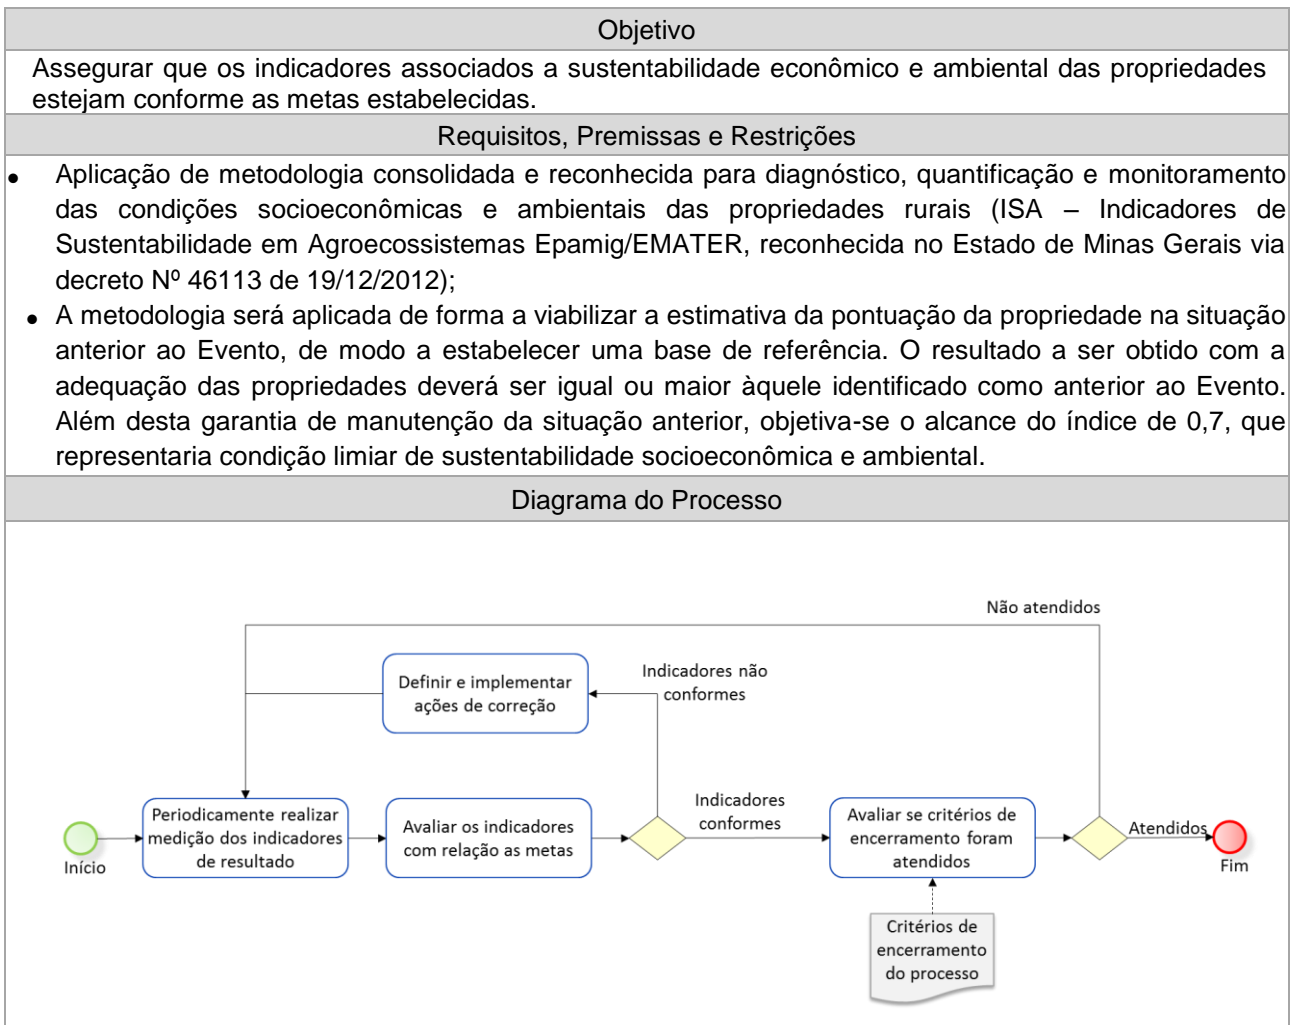 Objetivo
Assegurar que os indicadores associados a sustentabilidade econômico e ambiental das propriedades
estejam conforme as metas estabelecidas.
Requisitos, Premissas e Restrições
• Aplicação de metodologia consolidada e reconhecida para diagnóstico, quantificação e monitoramento
das condições socioeconômicas e ambientais das propriedades rurais (ISA – Indicadores de
Sustentabilidade em Agroecossistemas Epamig/EMATER, reconhecida no Estado de Minas Gerais via
decreto Nº 46113 de 19/12/2012);
• A metodologia será aplicada de forma a viabilizar a estimativa da pontuação da propriedade na situação
anterior ao Evento, de modo a estabelecer uma base de referência. O resultado a ser obtido com a
adequação das propriedades deverá ser igual ou maior àquele identificado como anterior ao Evento.
Além desta garantia de manutenção da situação anterior, objetiva-se o alcance do índice de 0,7, que
representaria condição limiar de sustentabilidade socioeconômica e ambiental.
Diagrama do Processo
Não atendidos
Definir e implementar
ações de correção
Indicadores não
conformes
Início
Periodicamente realizar
medição dos indicadores
de resultado
Avaliar os indicadores
com relação as metas
Indicadores
conformes
Avaliar se critérios de
encerramento foram
atendidos
Atendidos
Fim
Critérios de
encerramento
do processo